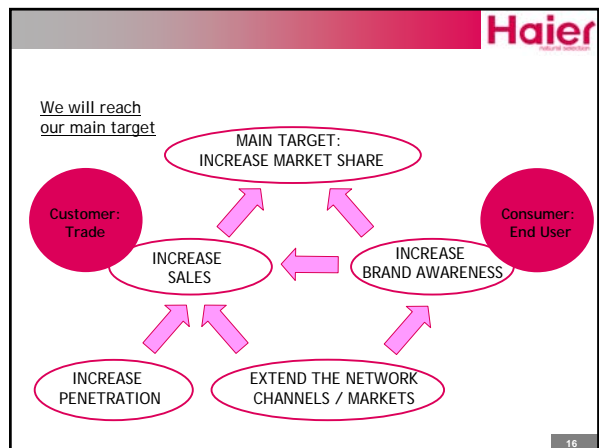 Haier
natural selection
We will reach
our main target
MAIN TARGET:
INCREASE MARKET SHARE
Customer:
Trade
Consumer:
End User
INCREASE
SALES
INCREASE
BRAND AWARENESS
INCREASE
PENETRATION
EXTEND THE NETWORK
CHANNELS / MARKETS
16